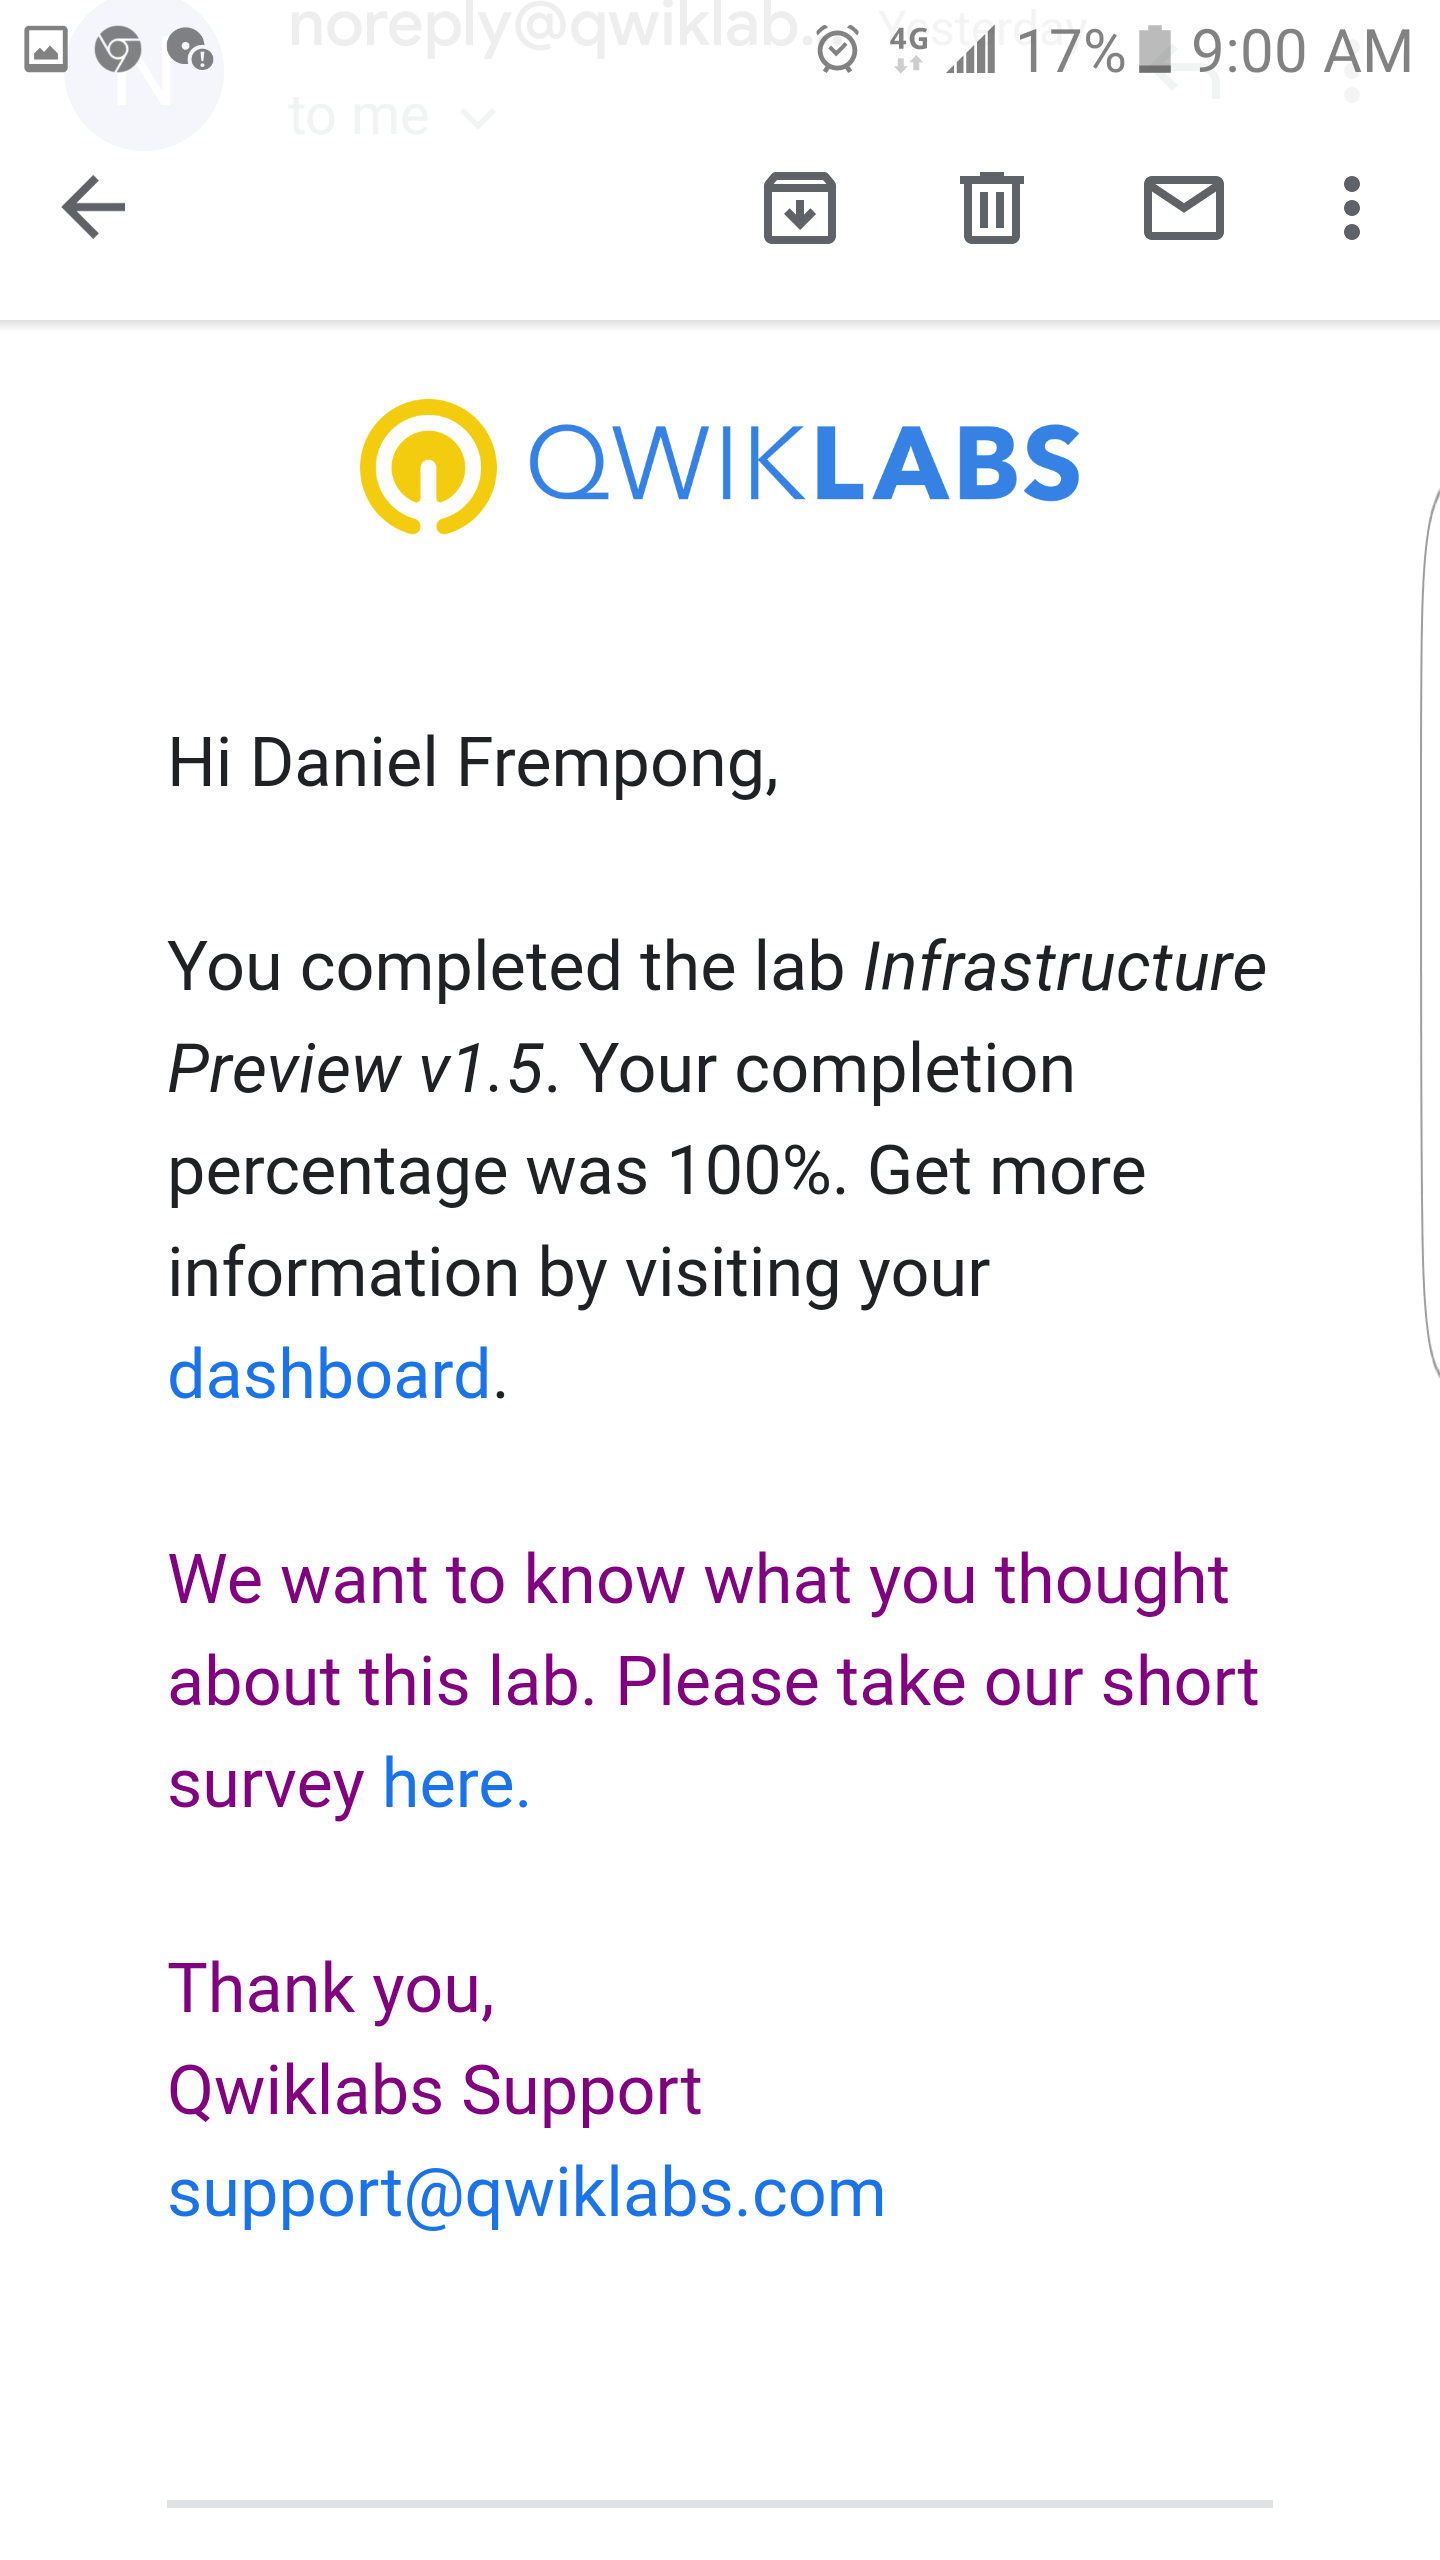 noreply@qwiklab. Yesterday
4G 17% 9:00 AM
N
to me
QWIKLABS
Hi Daniel Frempong,
You completed the lab Infrastructure
Preview v1.5. Your completion
percentage was 100%. Get more
information by visiting your
dashboard.
We want to know what you thought
about this lab. Please take our short
survey here.
Thank you,
Qwiklabs Support
support@qwiklabs.com